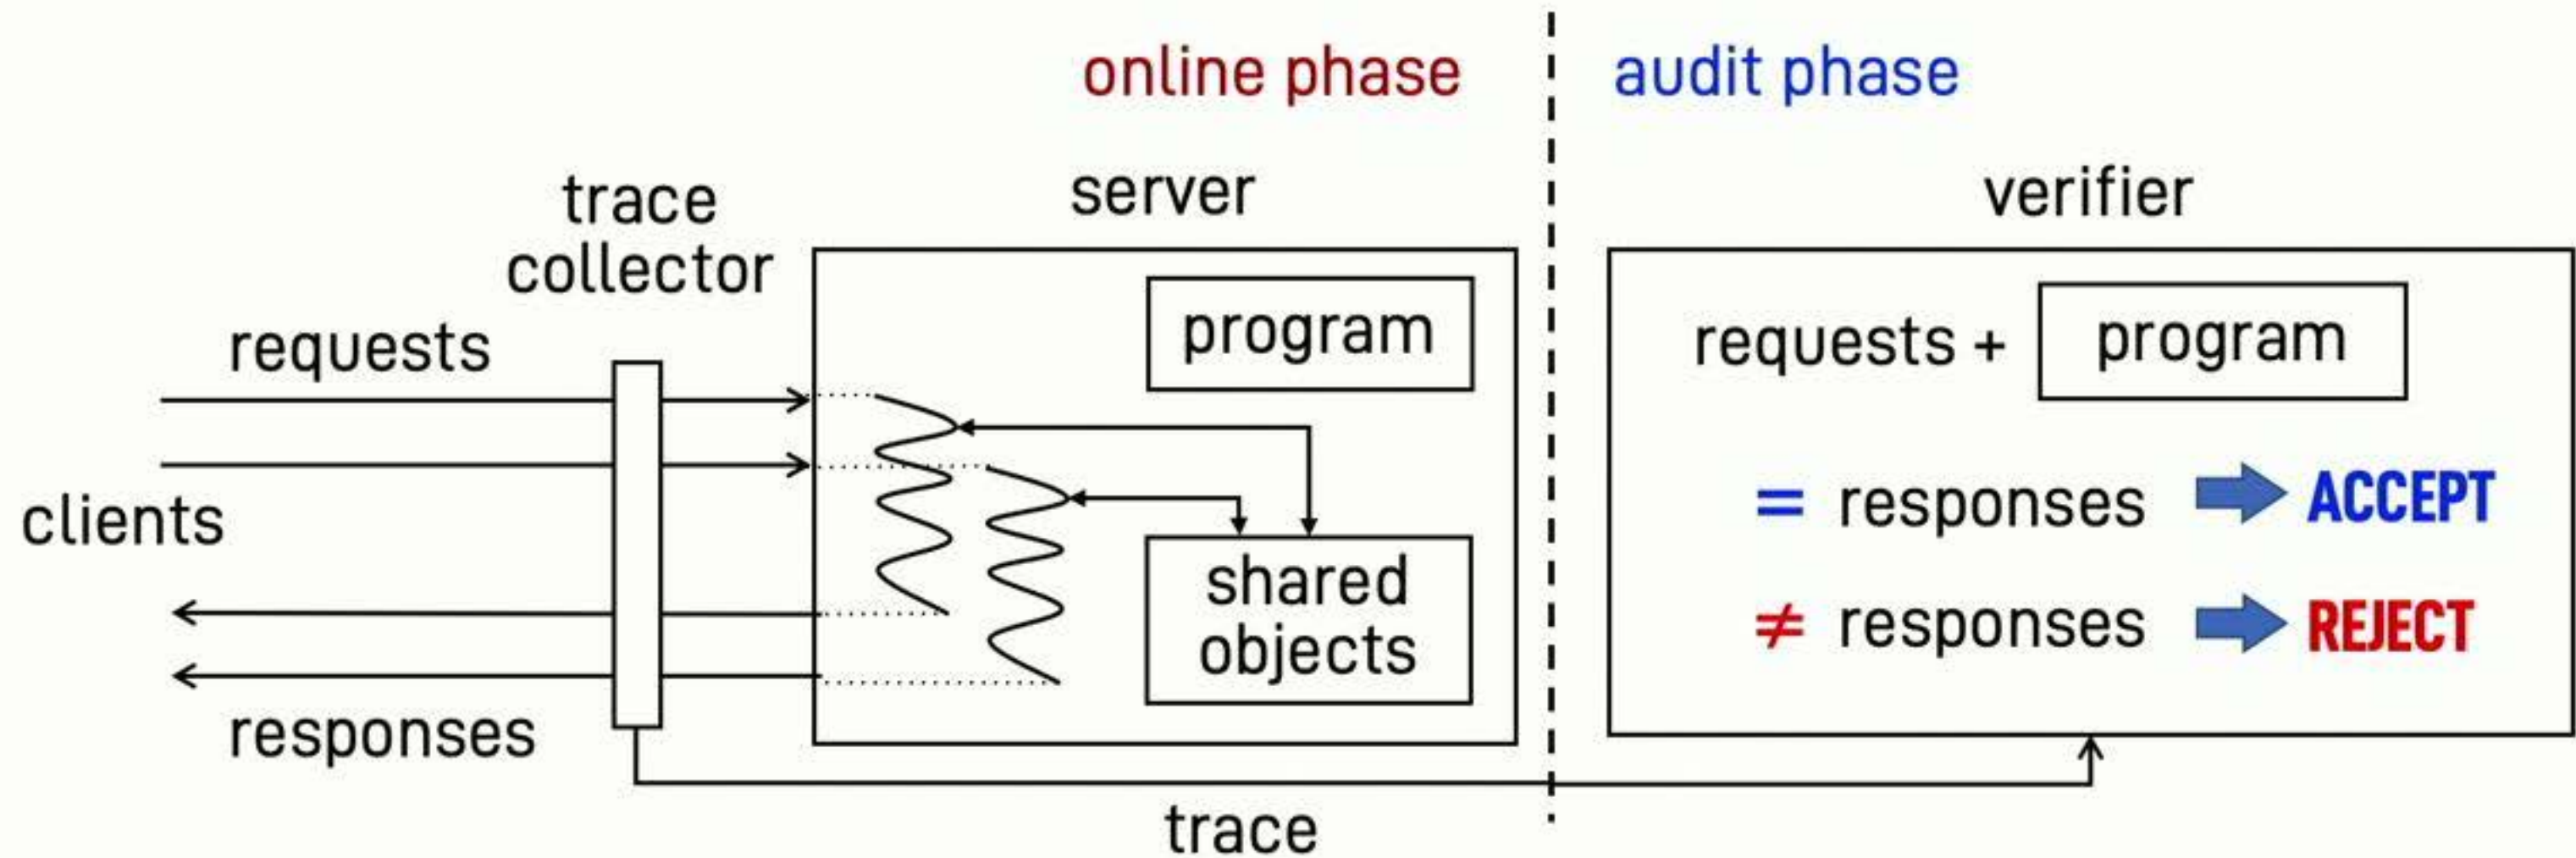 online phase
audit phase
trace
collector
server
verifier
requests
program
requests +
program
clients
= responses
ACCEPT
shared
objects
≠ responses
REJECT
responses
trace